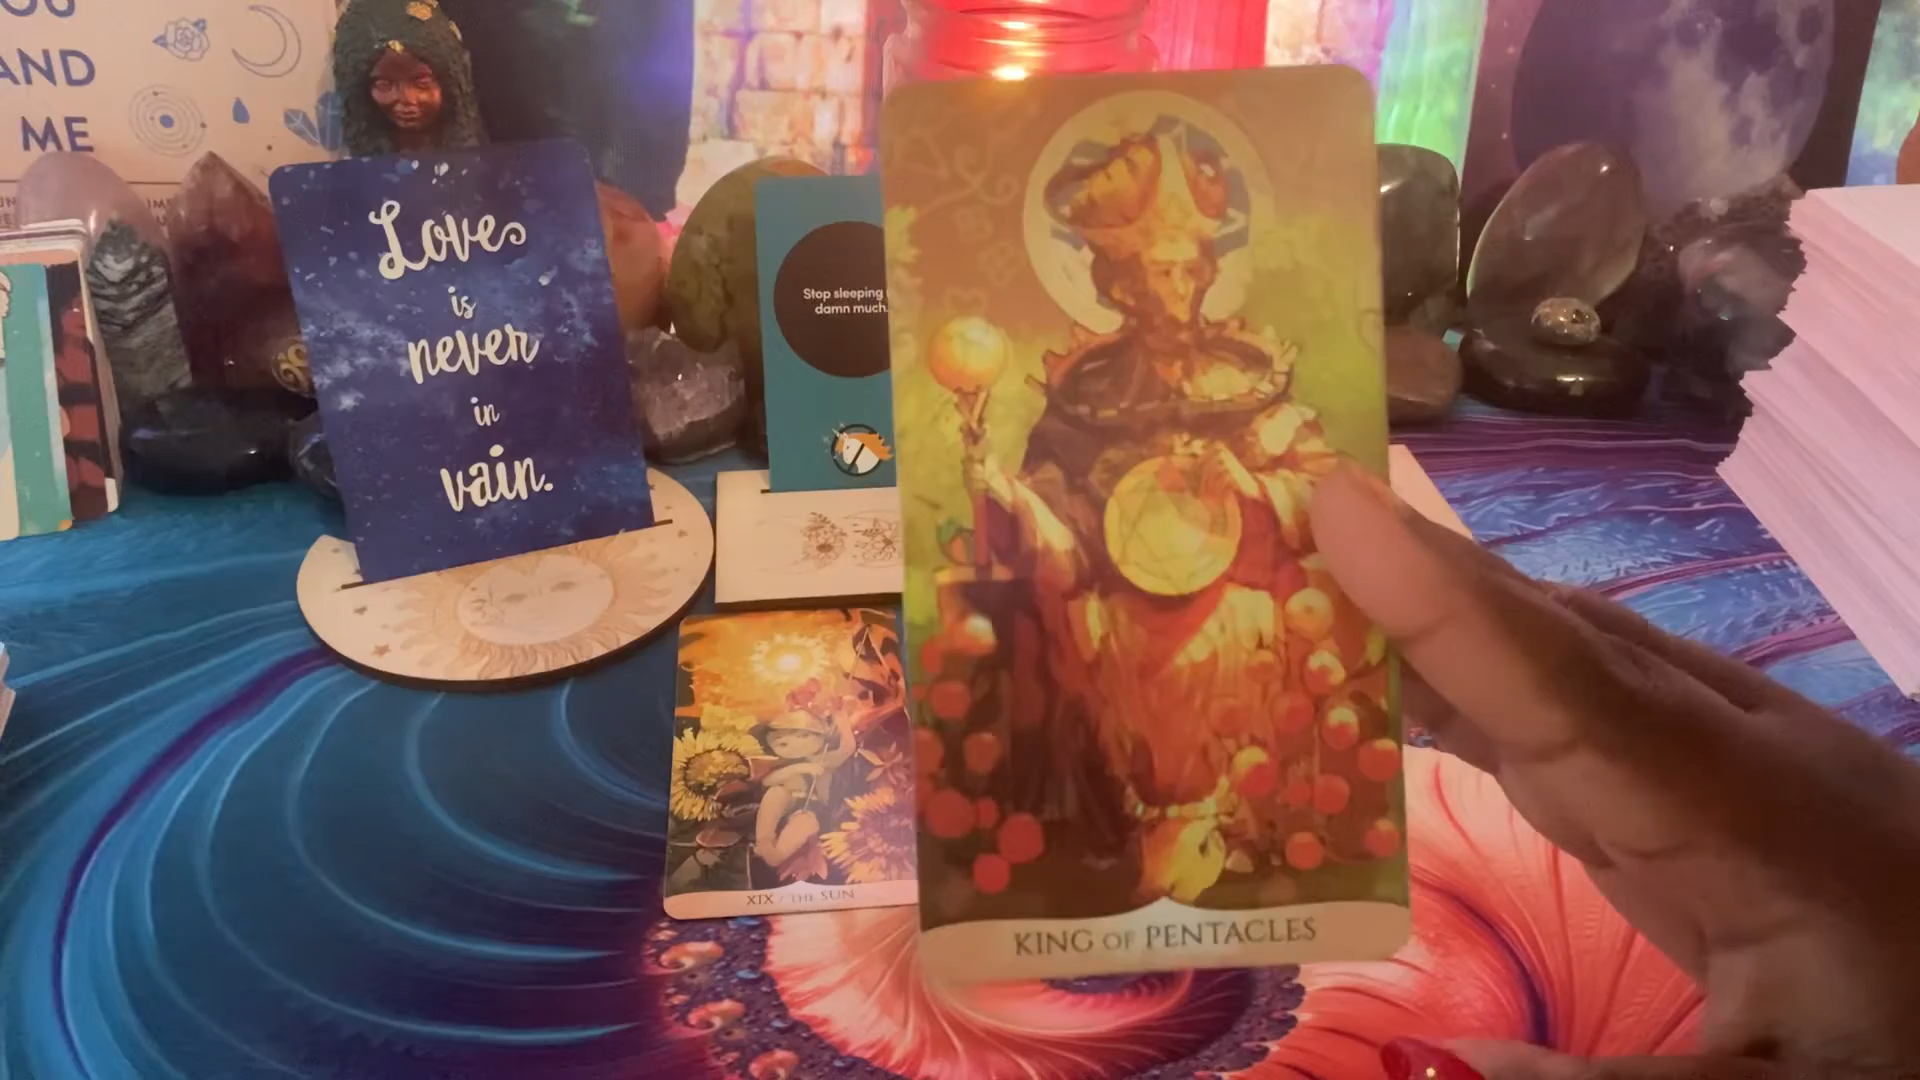 AND
ME
Love
is
never
in
vain.
Stop sleeping
damn much.
XIX / THE SUN
KING OF PENTACLES